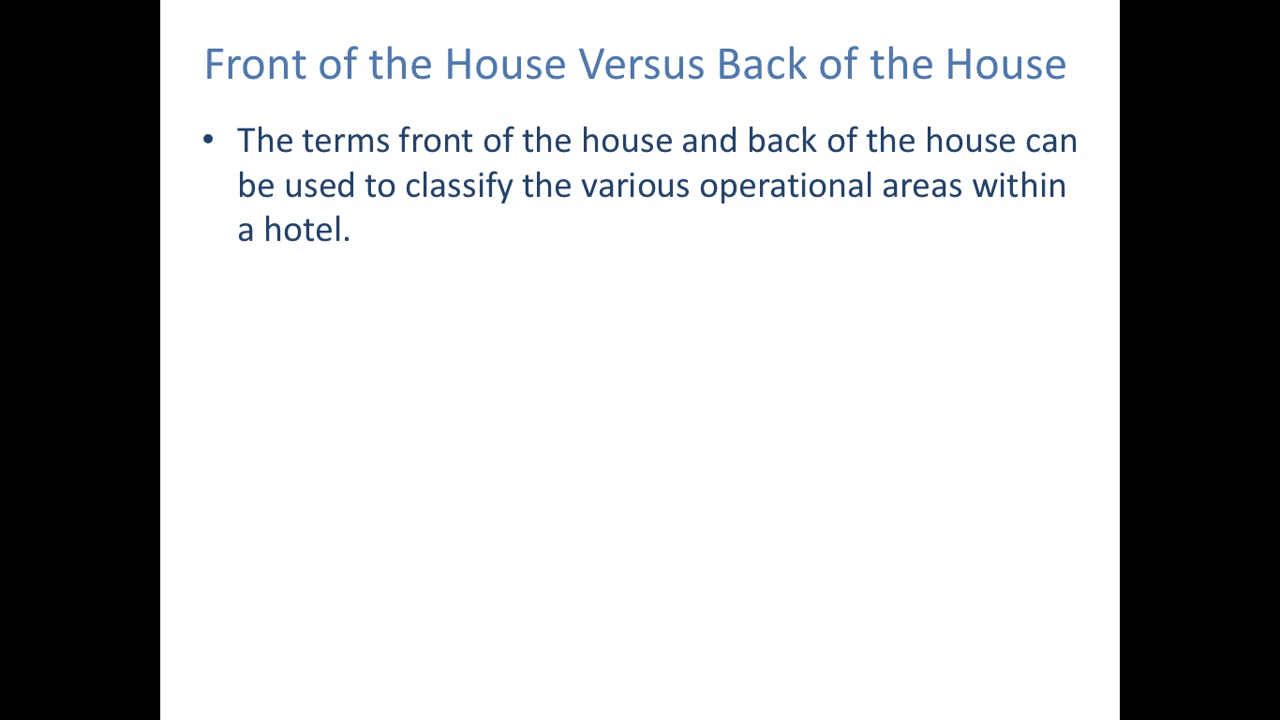 Front of the House Versus Back of the House
• The terms front of the house and back of the house can
be used to classify the various operational areas within
a hotel.